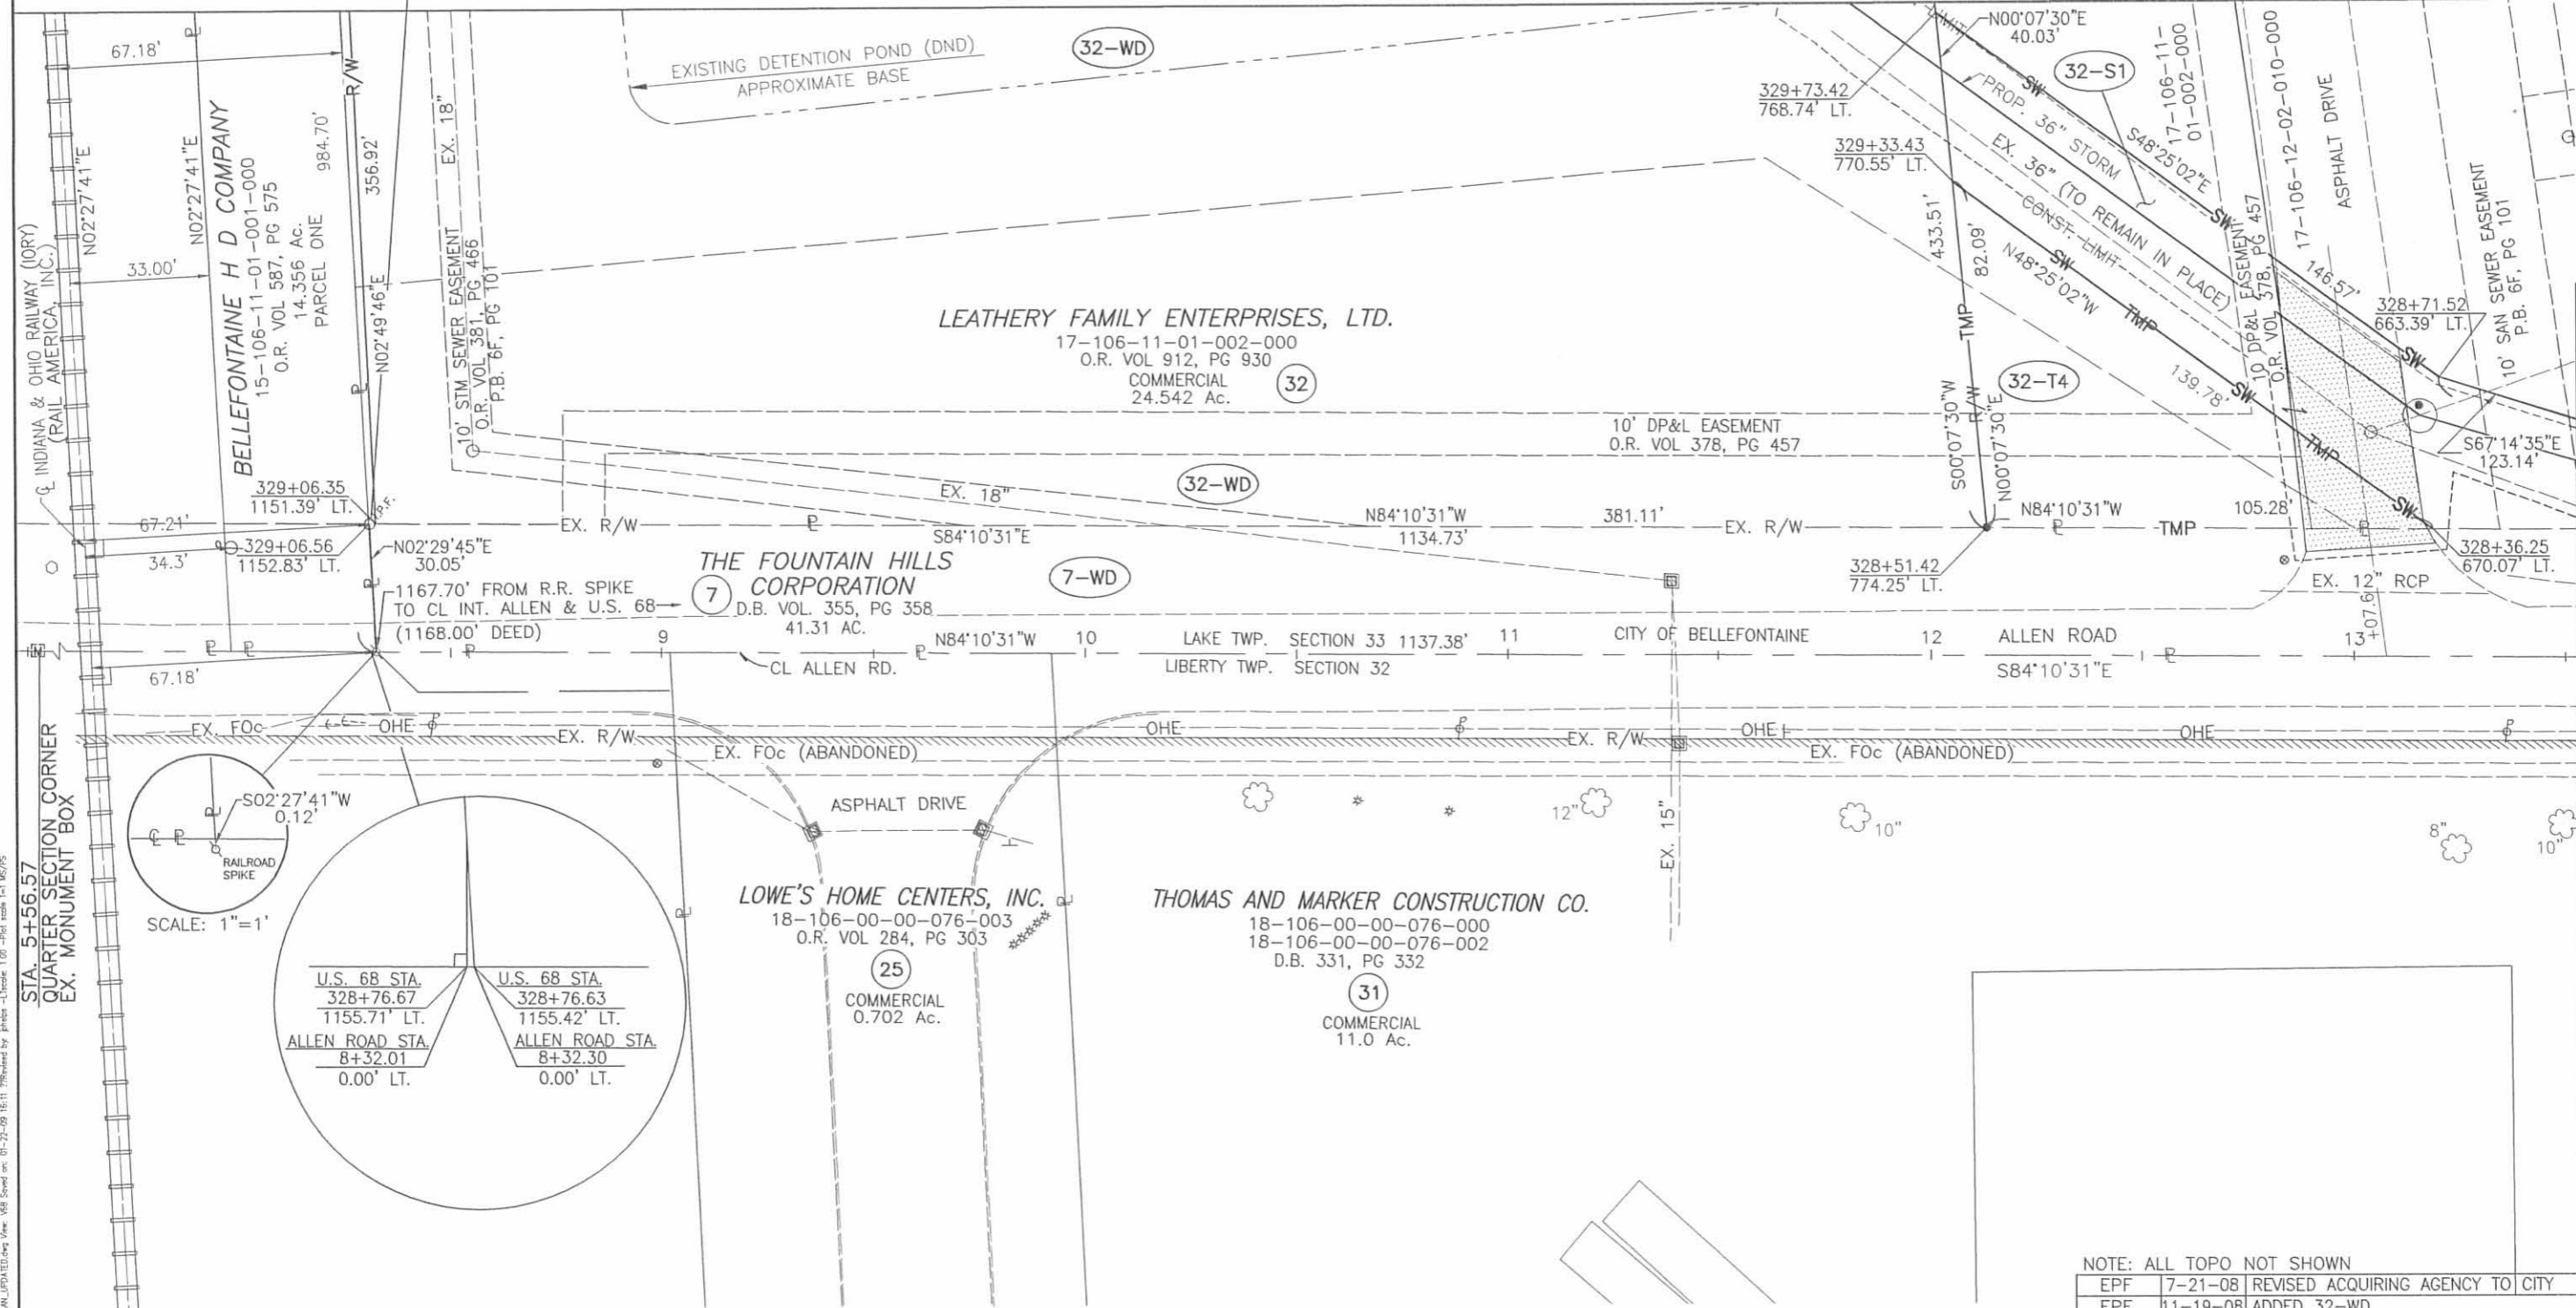 67.18'
N02°27'41"E
33.00'
N02°27'41"E
℄ INDIANA & OHIO RAILWAY (IORY)
(RAIL AMERICA, INC.)
BELLEFONTAINE H D COMPANY
15-106-11-01-001-000
O.R. VOL 587, PG 575
14.356 Ac.
PARCEL ONE
984.70'
R/W
356.92'
N02°49'46"E
EX. 18"
10' STM SEWER EASEMENT
O.R. VOL 381, PG 466
P.B. 6F, PG 101
EXISTING DETENTION POND (DND)
APPROXIMATE BASE
32-WD
LEATHERY FAMILY ENTERPRISES, LTD.
17-106-11-01-002-000
O.R. VOL 912, PG 930
COMMERCIAL
24.542 Ac.
32
N00°07'30"E
40.03'
LIMIT
329+73.42
768.74' LT.
329+33.43
770.55' LT.
32-S1
SW
PROP. 36" STORM
S48°25'02"E
SW
EX. 36" (TO REMAIN IN PLACE)
CONST. LIMIT
433.51'
82.09'
TMP
R/W
S00°07'30"W
N00°07'30"E
SW
N48°25'02"W
TMP
139.78'
SW
TMP
SW
32-T4
17-106-11-
01-002-000
10' DP&L EASEMENT
O.R. VOL 378, PG 457
17-106-12-02-010-000
ASPHALT DRIVE
146.57'
SW
10' SAN SEWER EASEMENT
P.B. 6F, PG 101
328+71.52
663.39' LT.
S67°14'35"E
123.14'
10' DP&L EASEMENT
O.R. VOL 378, PG 457
32-WD
EX. 18"
329+06.35
1151.39' LT.
I.P.F.
67.21'
34.3'
329+06.56
1152.83' LT.
N02°29'45"E
30.05'
EX. R/W
S84°10'31"E
N84°10'31"W
1134.73'
381.11'
EX. R/W
N84°10'31"W
TMP
105.28'
328+51.42
774.25' LT.
328+36.25
670.07' LT.
EX. 12" RCP
THE FOUNTAIN HILLS
CORPORATION
7
D.B. VOL. 355, PG 358
41.31 AC.
7-WD
1167.70' FROM R.R. SPIKE
TO CL INT. ALLEN & U.S. 68
(1168.00' DEED)
9
N84°10'31"W
10
LAKE TWP. SECTION 33
1137.38'
11
CITY OF BELLEFONTAINE
12
ALLEN ROAD
13
+07.6
CL ALLEN RD.
LIBERTY TWP. SECTION 32
S84°10'31"E
67.18'
EX. FOc
OHE
EX. R/W
EX. FOc (ABANDONED)
OHE
EX. R/W
OHE
EX. FOc (ABANDONED)
OHE
STA. 5+56.57
QUARTER SECTION CORNER
EX. MONUMENT BOX
S02°27'41"W
0.12'
RAILROAD
SPIKE
SCALE: 1"=1'
ASPHALT DRIVE
EX. 15"
12"
10"
8"
10"
U.S. 68 STA.
328+76.67
1155.71' LT.
ALLEN ROAD STA.
8+32.01
0.00' LT.
U.S. 68 STA.
328+76.63
1155.42' LT.
ALLEN ROAD STA.
8+32.30
0.00' LT.
LOWE'S HOME CENTERS, INC.
18-106-00-00-076-003
O.R. VOL 284, PG 303
25
COMMERCIAL
0.702 Ac.
THOMAS AND MARKER CONSTRUCTION CO.
18-106-00-00-076-000
18-106-00-00-076-002
D.B. 331, PG 332
31
COMMERCIAL
11.0 Ac.
NOTE: ALL TOPO NOT SHOWN
EPF 7-21-08 REVISED ACQUIRING AGENCY TO CITY
EPF 11-19-08 ADDED 32-WD